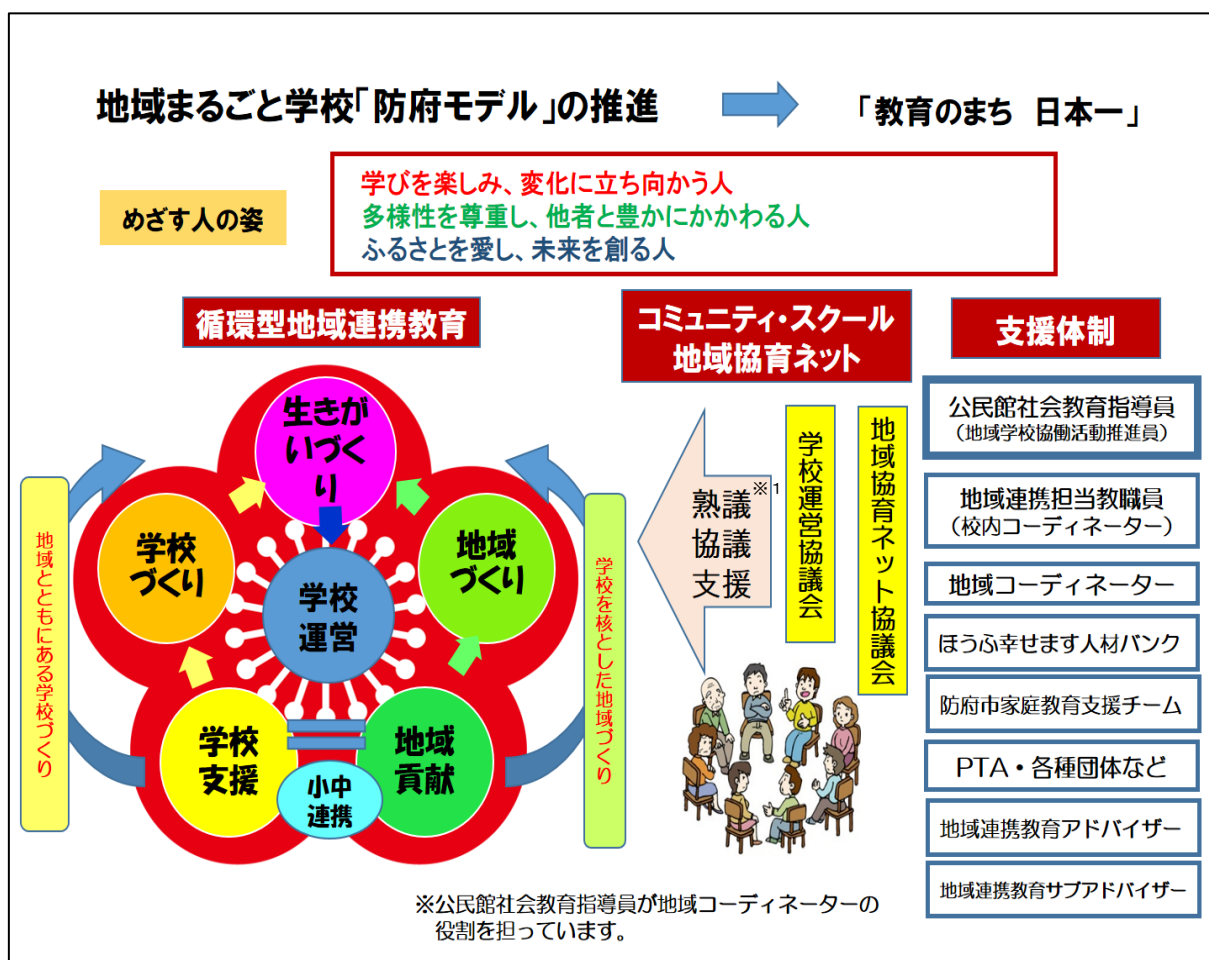 地域まるごと学校「防府モデル」の推進
「教育のまち 日本一」
めざす人の姿
学びを楽しみ、変化に立ち向かう人
多様性を尊重し、他者と豊かにかかわる人
ふるさとを愛し、未来を創る人
循環型地域連携教育
生きが
いづく
り
学校
づくり
地域
づくり
学校
運営
学校
支援
地域
貢献
小中
連携
地域とともにある学校づくり
学校を核とした地域づくり
コミュニティ・スクール
地域協育ネット
熟議※1
協議
支援
学校運営協議会
地域協育ネット協議会
支援体制
公民館社会教育指導員
（地域学校協働活動推進員）
地域連携担当教職員
（校内コーディネーター）
地域コーディネーター
ほうふ幸せます人材バンク
防府市家庭教育支援チーム
PTA・各種団体など
地域連携教育アドバイザー
地域連携教育サブアドバイザー
※公民館社会教育指導員が地域コーディネーターの
役割を担っています。